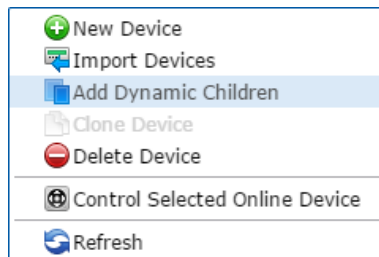 New Device
Import Devices
Add Dynamic Children
Clone Device
Delete Device
Control Selected Online Device
Refresh